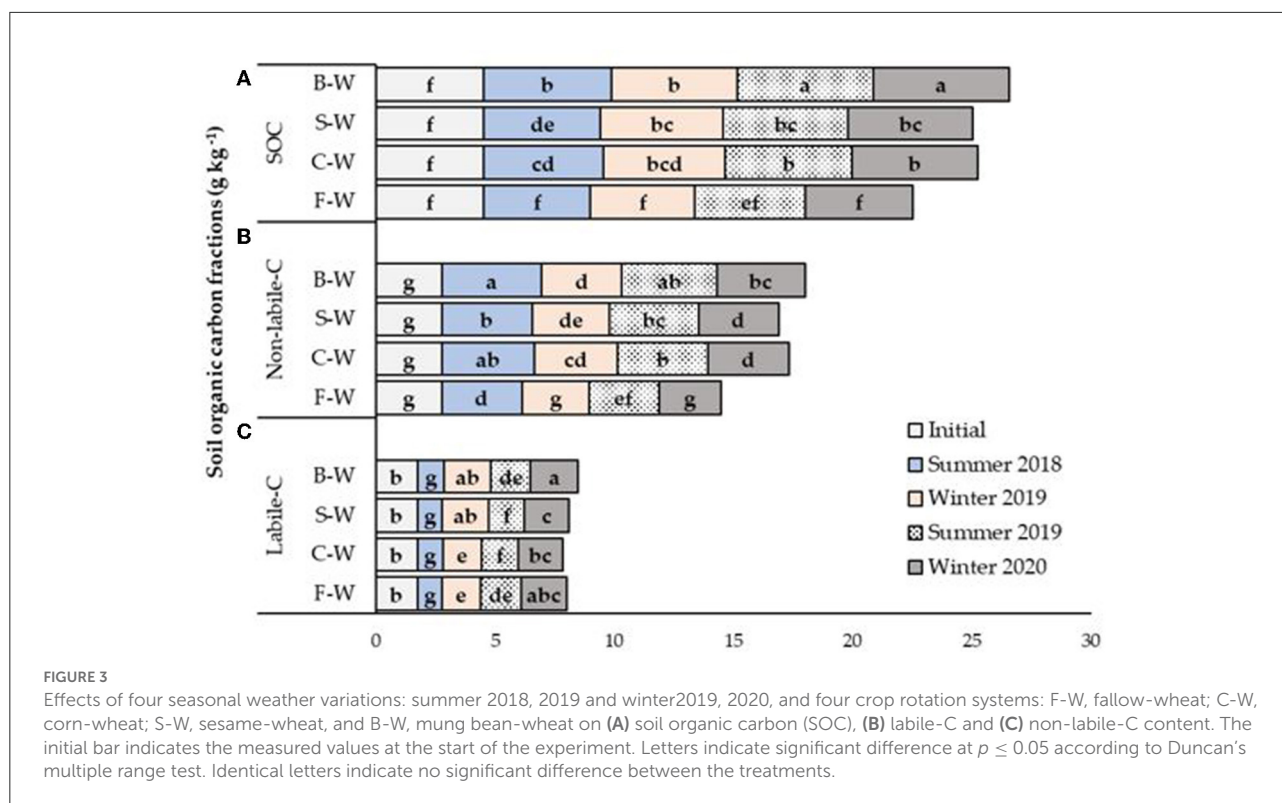 Soil organic carbon fractions (g kg⁻¹)
A
SOC
B-W f b b a a
S-W f de bc bc bc
C-W f cd bcd b b
F-W f f f ef f
B
Non-labile-C
B-W g a d ab bc
S-W g b de bc d
C-W g ab cd b d
F-W g d g ef g
C
Labile-C
B-W b g ab de a
S-W b g ab f c
C-W b g e f bc
F-W b g e de abc
Initial
Summer 2018
Winter 2019
Summer 2019
Winter 2020
0 5 10 15 20 25 30
FIGURE 3
Effects of four seasonal weather variations: summer 2018, 2019 and winter2019, 2020, and four crop rotation systems: F-W, fallow-wheat; C-W,
corn-wheat; S-W, sesame-wheat, and B-W, mung bean-wheat on (A) soil organic carbon (SOC), (B) labile-C and (C) non-labile-C content. The
initial bar indicates the measured values at the start of the experiment. Letters indicate significant difference at p ≤ 0.05 according to Duncan's
multiple range test. Identical letters indicate no significant difference between the treatments.